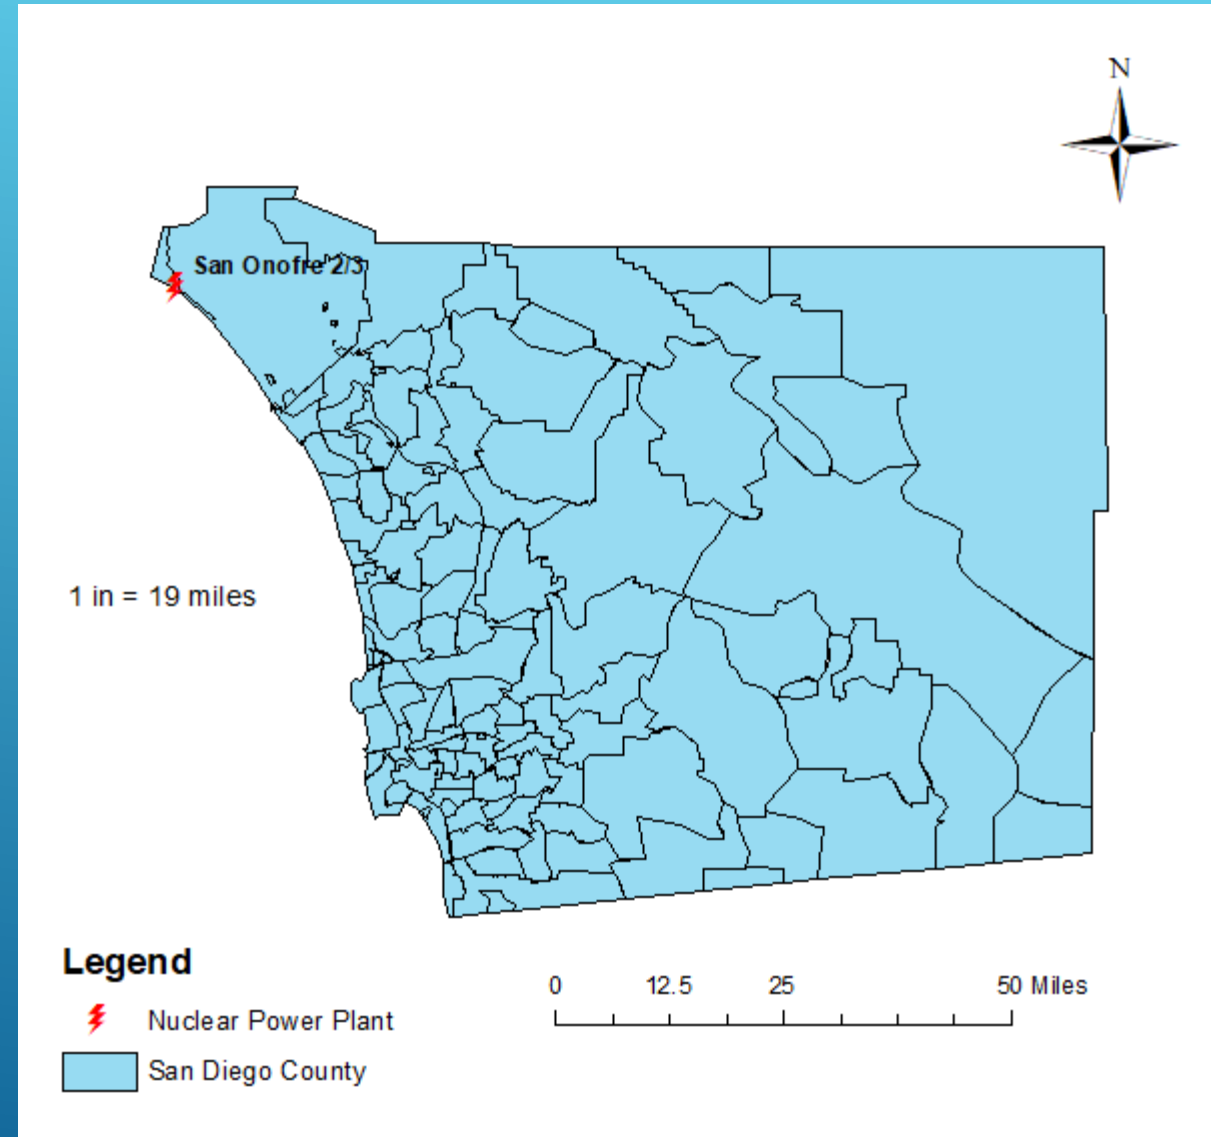 N
San Onofre 2/3
1 in = 19 miles
Legend
Nuclear Power Plant
San Diego County
0 12.5 25 50 Miles